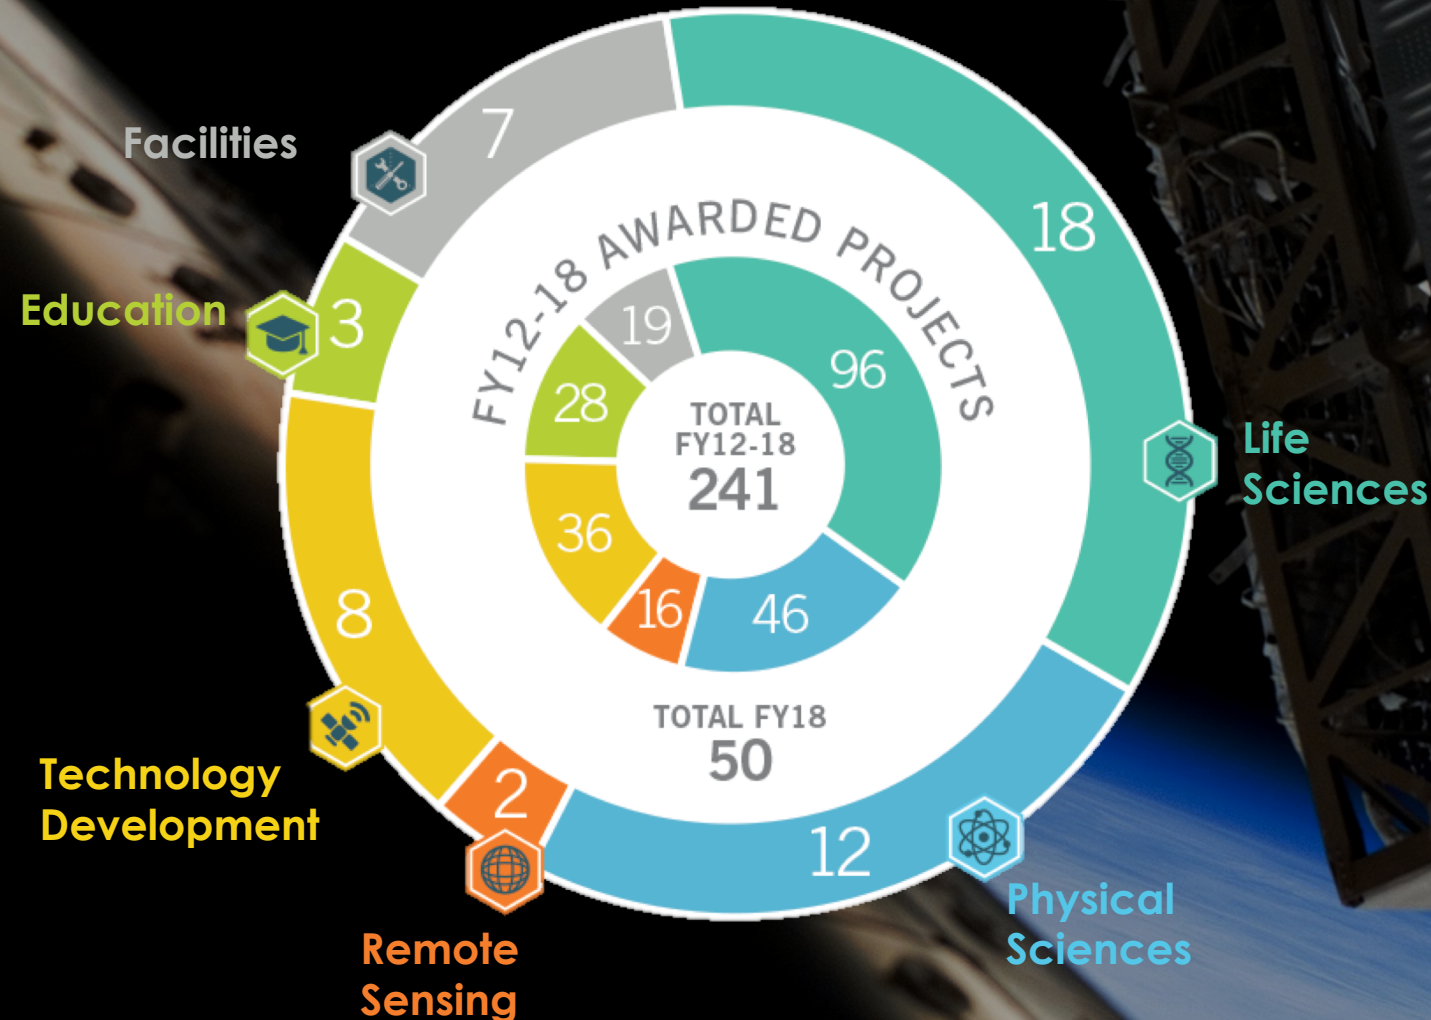 7
18
Facilities
FY12-18 AWARDED PROJECTS
Education
3
19
96
28
TOTAL
FY12-18
241
Life
Sciences
36
16
46
8
TOTAL FY18
50
Technology
Development
2
12
Physical
Sciences
Remote
Sensing